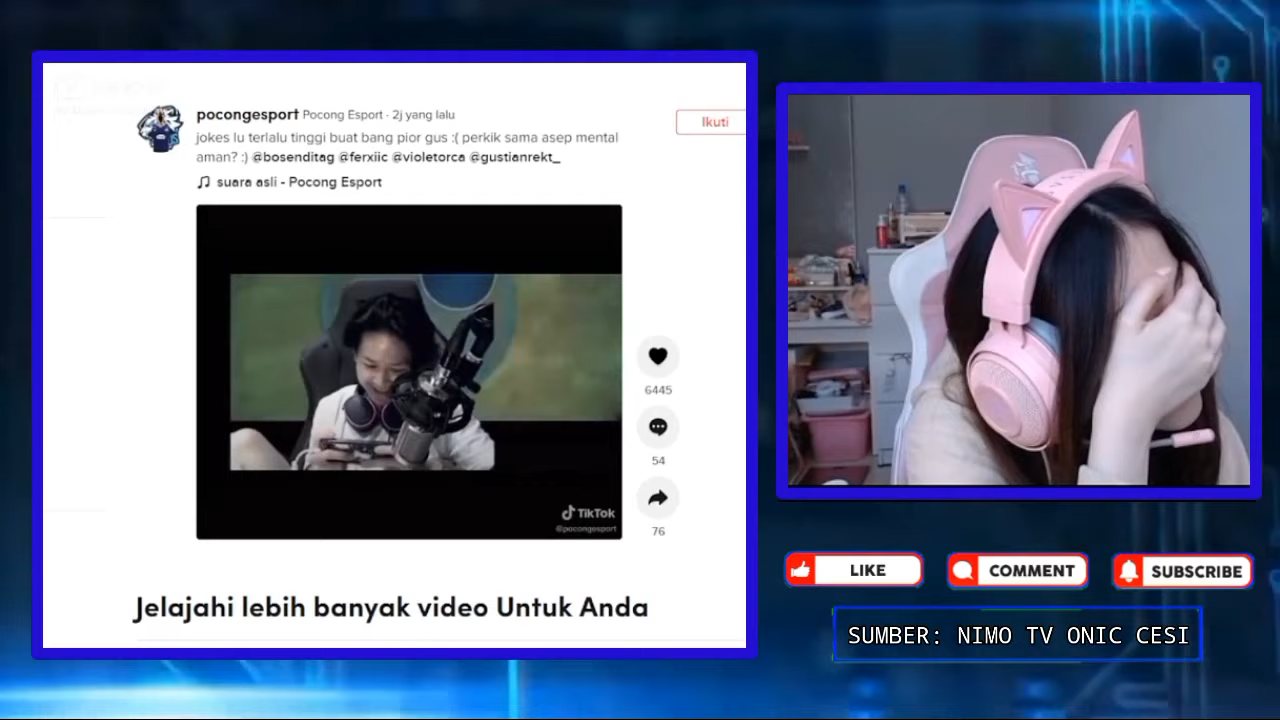 pocongesport Pocong Esport · 2j yang lalu
Ikuti
jokes lu terlalu tinggi buat bang pior gus :( perkik sama asep mental
aman? :) @bosenditag @ferxiic @violetorca @gustianrekt_
suara asli - Pocong Esport
6445
54
76
TikTok
@pocongesport
Jelajahi lebih banyak video Untuk Anda
LIKE
COMMENT
SUBSCRIBE
SUMBER: NIMO TV ONIC CESI